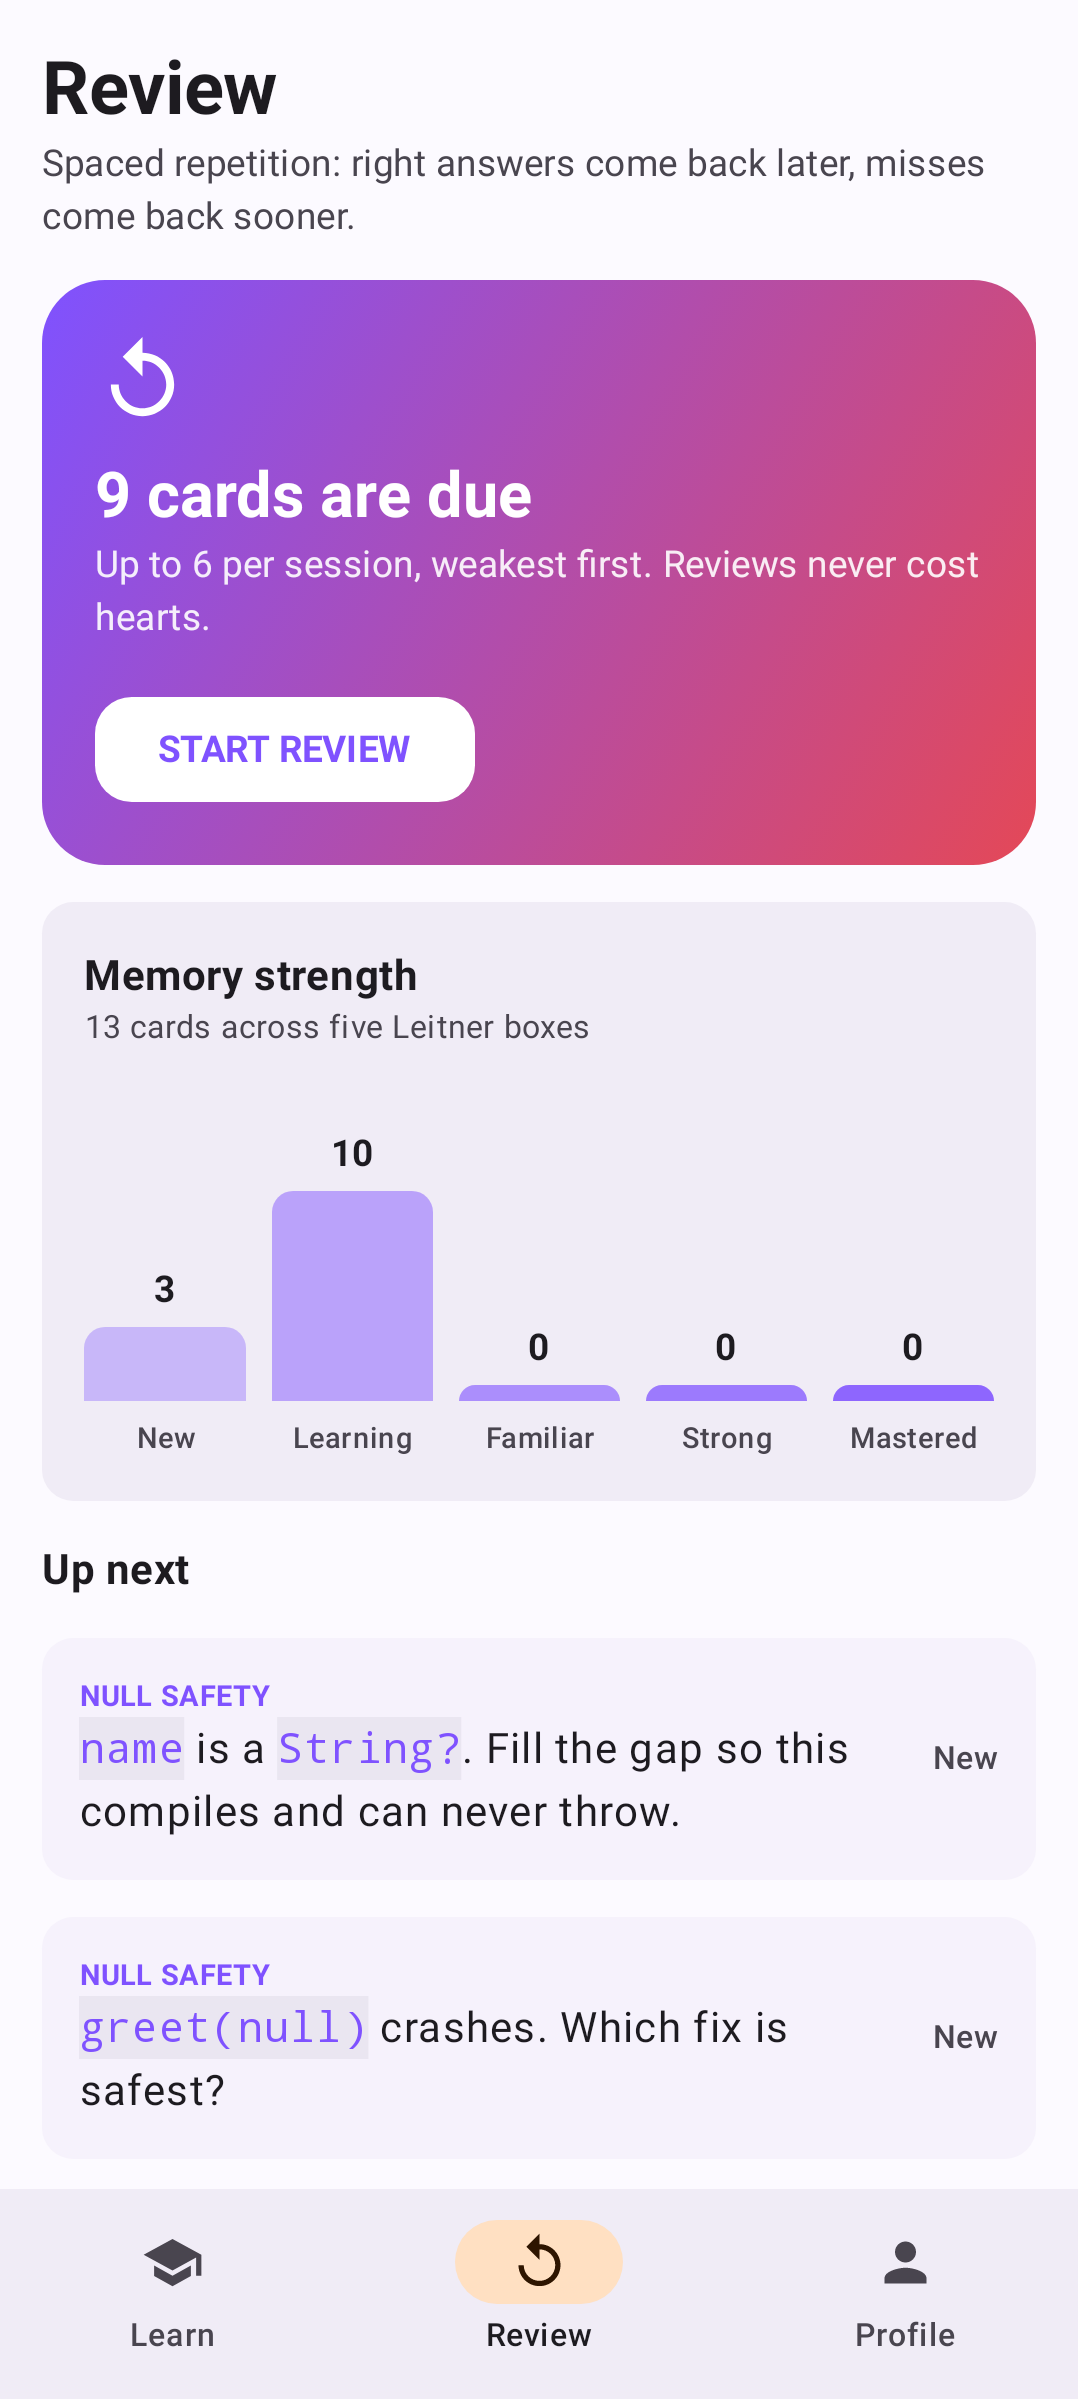 Review
Spaced repetition: right answers come back later, misses
come back sooner.
9 cards are due
Up to 6 per session, weakest first. Reviews never cost
hearts.
START REVIEW
Memory strength
13 cards across five Leitner boxes
3
10
0
0
0
New
Learning
Familiar
Strong
Mastered
Up next
NULL SAFETY
name is a String?. Fill the gap so this
compiles and can never throw.
New
NULL SAFETY
greet(null) crashes. Which fix is
safest?
New
Learn
Review
Profile